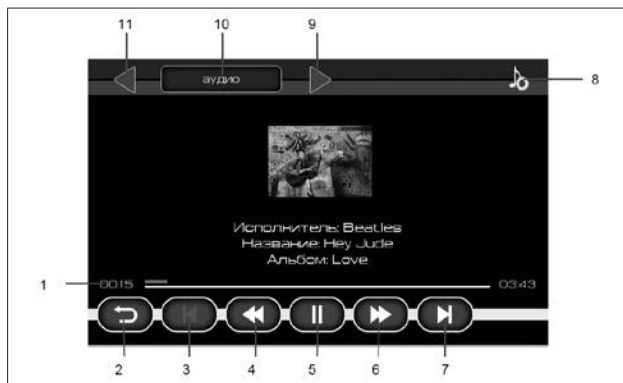 11 10 9
аудио
8
Исполнитель: Beatles
Название: Hey Jude
Альбом: Love
1 00:15 03:43
2 3 4 5 6 7